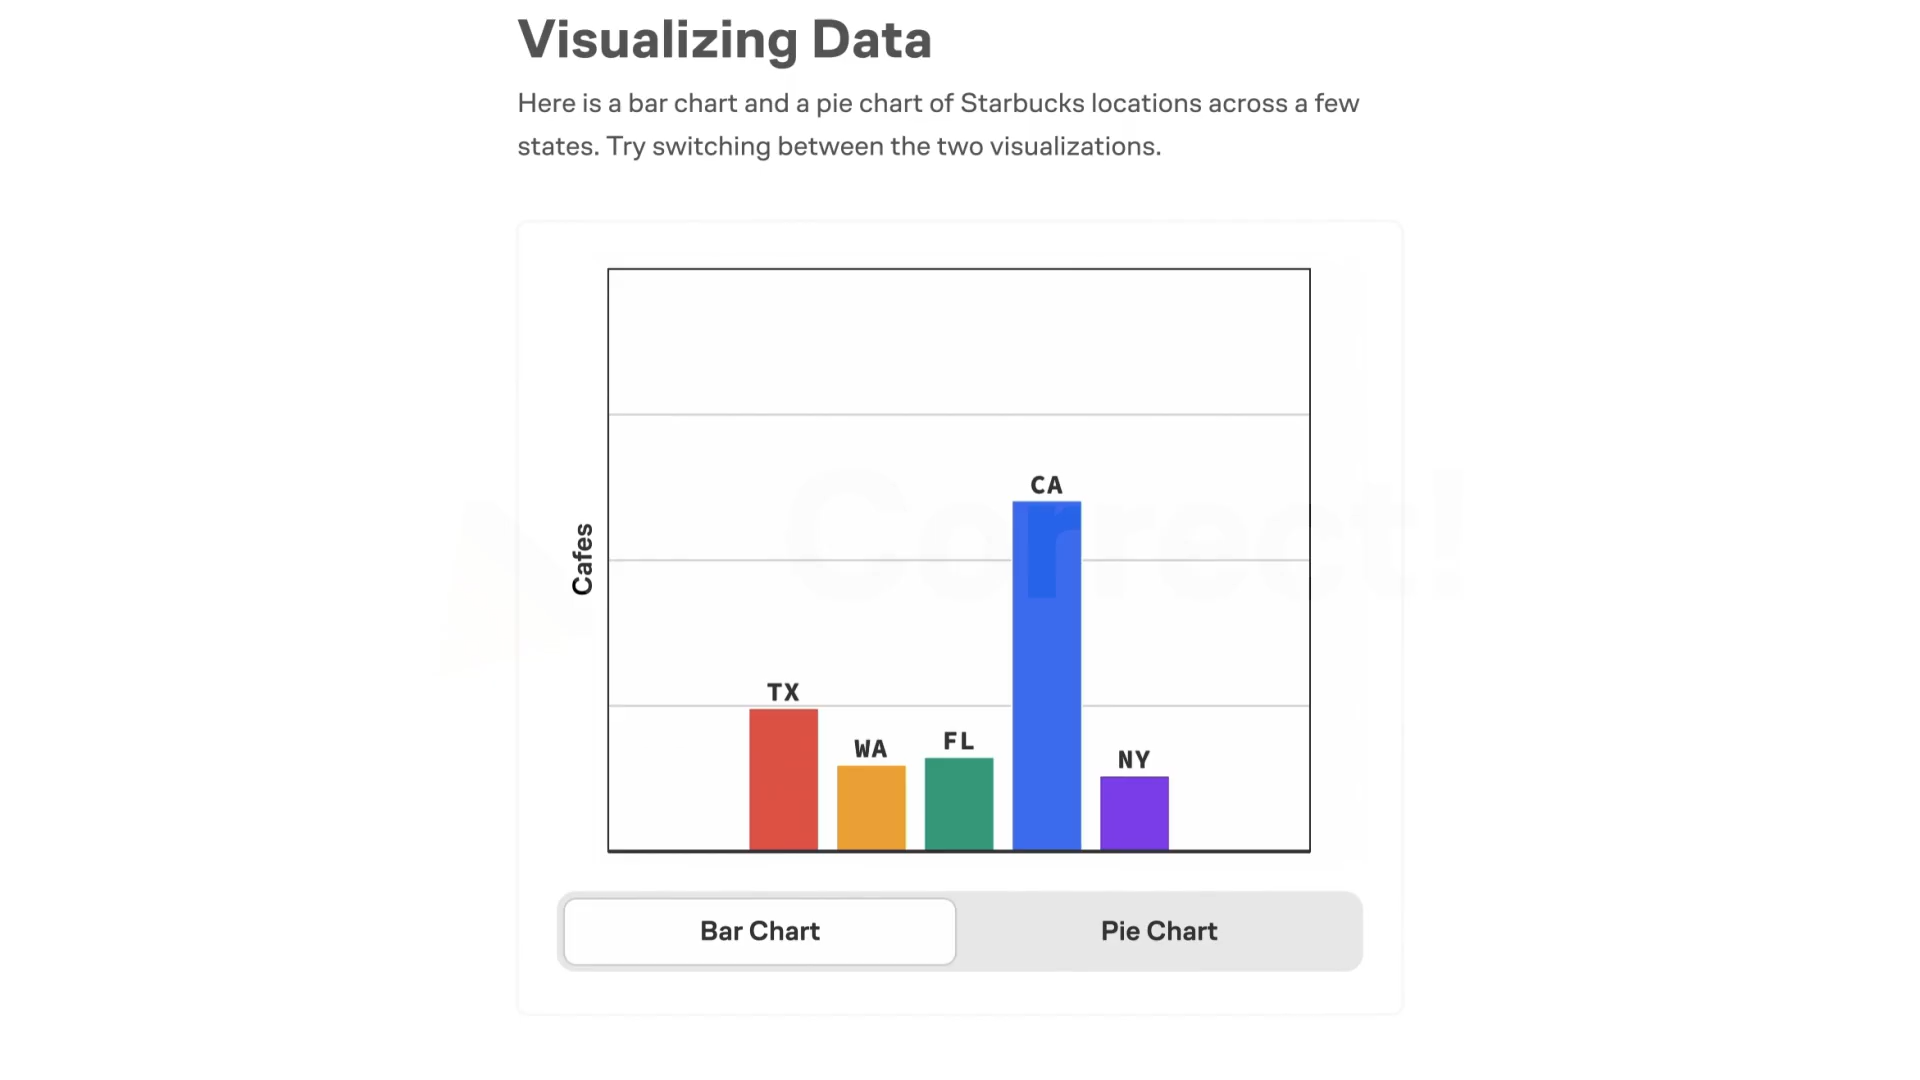 Visualizing Data
Here is a bar chart and a pie chart of Starbucks locations across a few
states. Try switching between the two visualizations.
CA
Correct!
Cafes
TX
FL
WA
NY
Bar Chart
Pie Chart